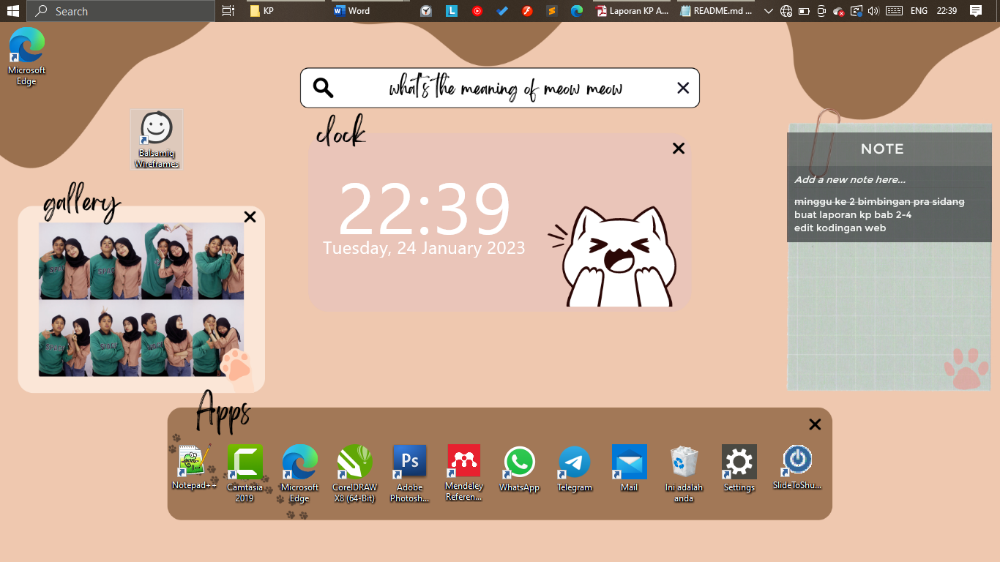 Search
KP
Word
Laporan KP A...
README.md ...
ENG
22:39
Microsoft
Edge
what's the meaning of meow meow
clock
Balsamiq
Wireframes
22:39
Tuesday, 24 January 2023
NOTE
Add a new note here...
minggu ke 2 bimbingan pra sidang
buat laporan kp bab 2-4
edit kodingan web
gallery
Apps
Notepad++
Camtasia
2019
Microsoft
Edge
CorelDRAW
X8 (64-Bit)
Ps
Adobe
Photosh...
Mendeley
Referen...
WhatsApp
Telegram
Mail
Ini adalah
anda
Settings
SlideToShu...